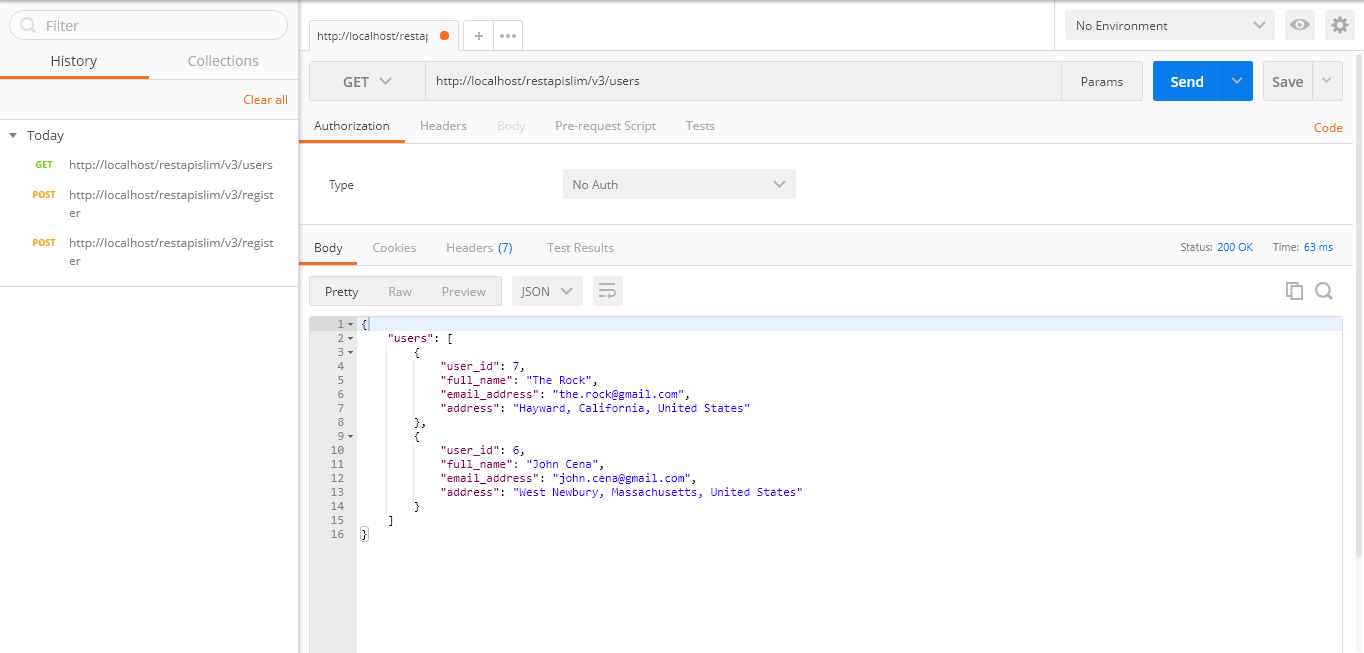 Filter
History
Collections
Clear all
Today
GET http://localhost/restapislim/v3/users
POST http://localhost/restapislim/v3/regist
er
POST http://localhost/restapislim/v3/regist
er
http://localhost/restap
+
No Environment
GET
http://localhost/restapislim/v3/users
Params
Send
Save
Authorization
Headers
Body
Pre-request Script
Tests
Code
Type
No Auth
Body
Cookies
Headers (7)
Test Results
Status: 200 OK
Time: 63 ms
Pretty
Raw
Preview
JSON
1 {
2 "users": [
3 {
4 "user_id": 7,
5 "full_name": "The Rock",
6 "email_address": "the.rock@gmail.com",
7 "address": "Hayward, California, United States"
8 },
9 {
10 "user_id": 6,
11 "full_name": "John Cena",
12 "email_address": "john.cena@gmail.com",
13 "address": "West Newbury, Massachusetts, United States"
14 }
15 ]
16 }